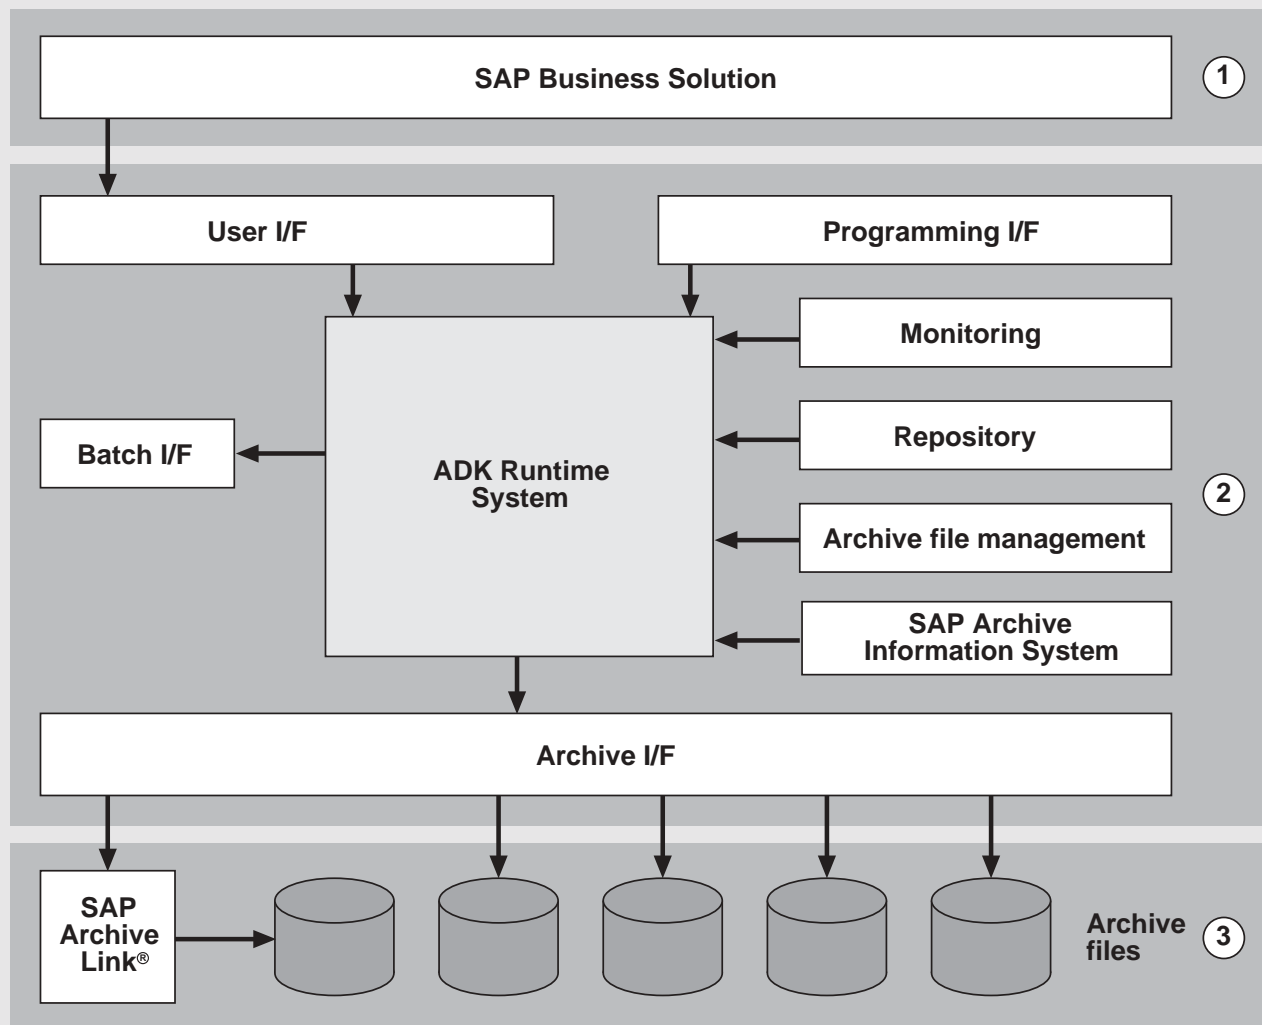 SAP Business Solution
1
User I/F
Programming I/F
Monitoring
Repository
Batch I/F
ADK Runtime
System
2
Archive file management
SAP Archive
Information System
Archive I/F
SAP
Archive
Link®
Archive
files
3